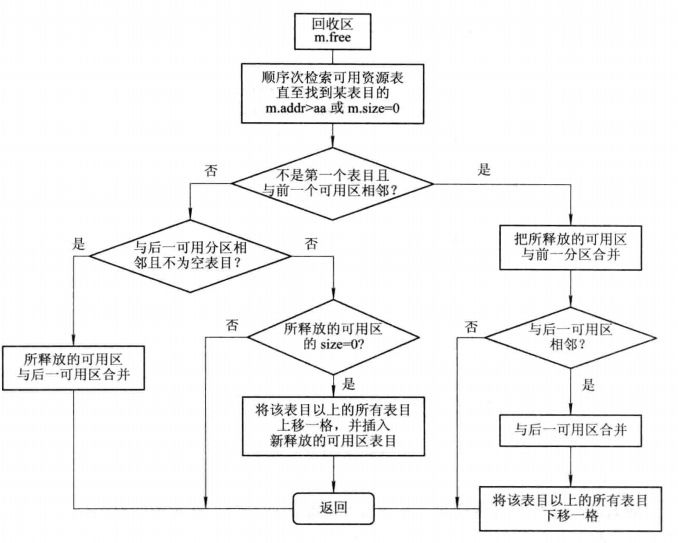 回收区
m.free
顺序次检索可用资源表
直至找到某表目的
m.addr>aa 或 m.size=0
否
不是第一个表目且
与前一个可用区相邻？
是
是
与后一可用分区相
邻且不为空表目？
否
把所释放的可用区
与前一分区合并
否
所释放的可用区
的 size=0?
否
与后一可用区
相邻？
所释放的可用区
与后一可用区合并
是
是
将该表目以上的所有表目
上移一格，并插入
新释放的可用区表目
与后一可用区合并
返回
将该表目以上的所有表目
下移一格